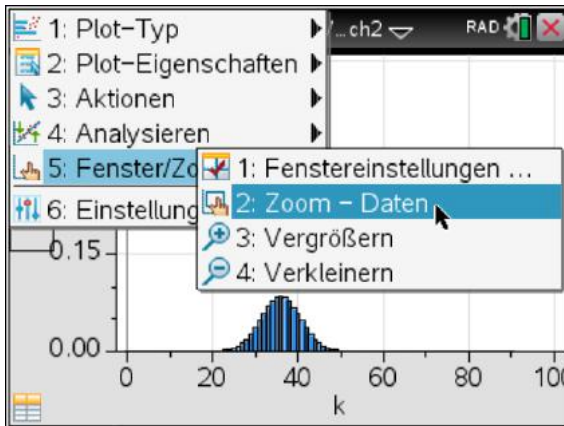 1: Plot-Typ
/...ch2
RAD
2: Plot-Eigenschaften
3: Aktionen
4: Analysieren
5: Fenster/Zo
1: Fenstereinstellungen ...
2: Zoom - Daten
6: Einstellung
3: Vergrößern
4: Verkleinern
0.15
0.00
0 20 40 60 80 100
k